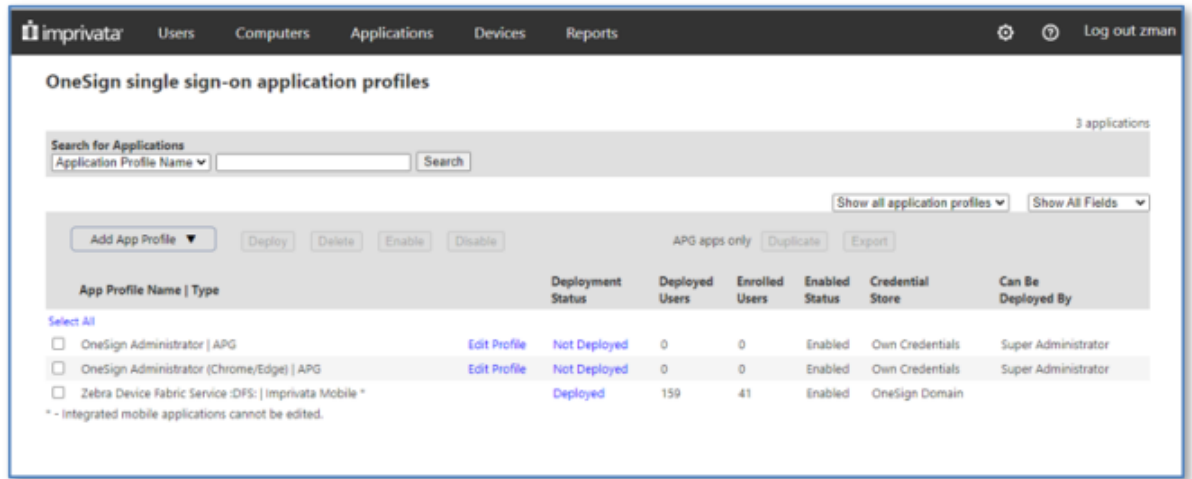 imprivata Users Computers Applications Devices Reports Log out zman
OneSign single sign-on application profiles
3 applications
Search for Applications
Application Profile Name Search
Show all application profiles Show All Fields
Add App Profile ▼ Deploy Delete Enable Disable APG apps only Duplicate Export
App Profile Name | Type Deployment Status Deployed Users Enrolled Users Enabled Status Credential Store Can Be Deployed By
Select All
OneSign Administrator | APG Edit Profile Not Deployed 0 0 Enabled Own Credentials Super Administrator
OneSign Administrator (Chrome/Edge) | APG Edit Profile Not Deployed 0 0 Enabled Own Credentials Super Administrator
Zebra Device Fabric Service :DFS: | Imprivata Mobile * Deployed 159 41 Enabled OneSign Domain
* - Integrated mobile applications cannot be edited.